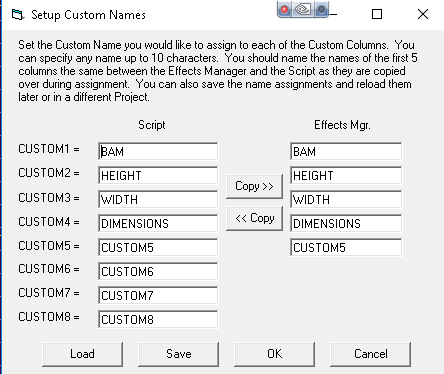 Setup Custom Names
Set the Custom Name you would like to assign to each of the Custom Columns. You
can specify any name up to 10 characters. You should name the names of the first 5
columns the same between the Effects Manager and the Script as they are copied
over during assignment. You can also save the name assignments and reload them
later or in a different Project.
Script Effects Mgr.
CUSTOM1 = BAM BAM
CUSTOM2 = HEIGHT HEIGHT
Copy >>
CUSTOM3 = WIDTH WIDTH
<< Copy
CUSTOM4 = DIMENSIONS DIMENSIONS
CUSTOM5 = CUSTOM5 CUSTOM5
CUSTOM6 = CUSTOM6
CUSTOM7 = CUSTOM7
CUSTOM8 = CUSTOM8
Load Save OK Cancel